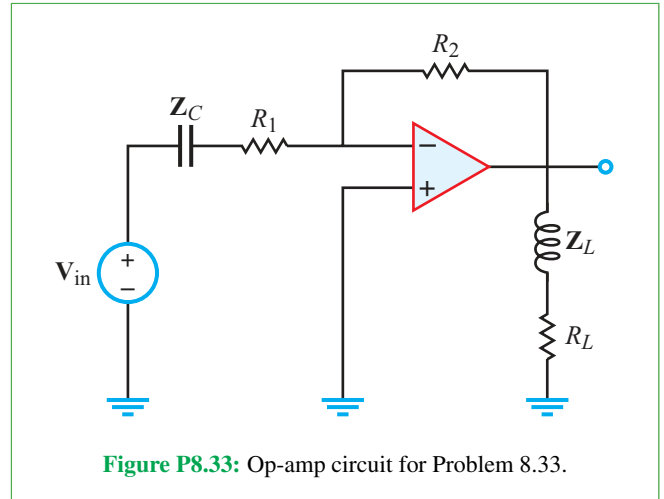 R2
ZC
R1
−
+
+
Vin
−
ZL
RL
Figure P8.33: Op-amp circuit for Problem 8.33.